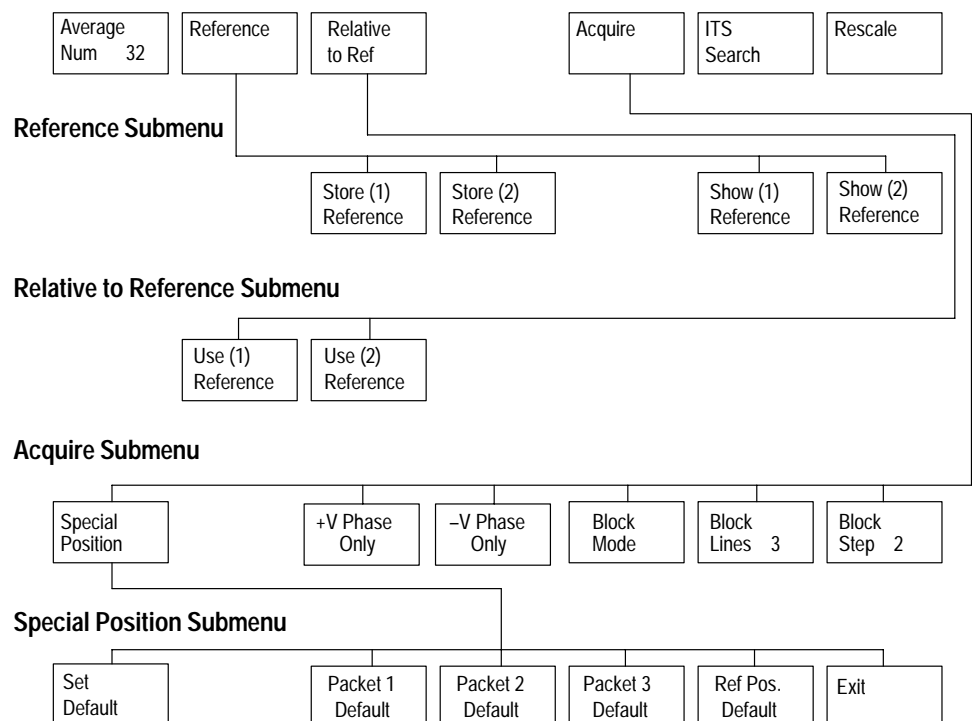 Average
Num 32
Reference
Relative
to Ref
Acquire
ITS
Search
Rescale
Reference Submenu
Store (1)
Reference
Store (2)
Reference
Show (1)
Reference
Show (2)
Reference
Relative to Reference Submenu
Use (1)
Reference
Use (2)
Reference
Acquire Submenu
Special
Position
+V Phase
Only
–V Phase
Only
Block
Mode
Block
Lines 3
Block
Step 2
Special Position Submenu
Set
Default
Packet 1
Default
Packet 2
Default
Packet 3
Default
Ref Pos.
Default
Exit